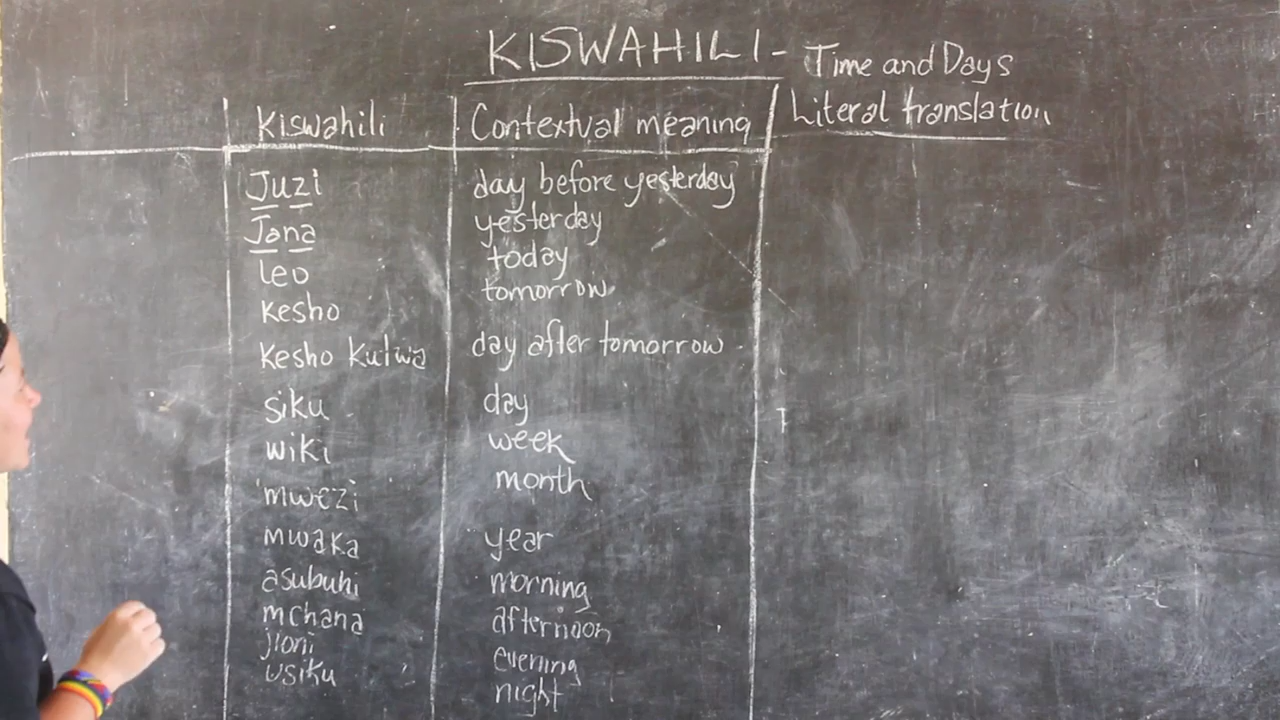 KISWAHILI - Time and Days
Kiswahili Contextual meaning Literal translation
Juzi day before yesterday
Jana yesterday
leo today
kesho tomorrow
kesho kutwa day after tomorrow
siku day
wiki week
mwezi month
mwaka year
asubuhi morning
mchana afternoon
jioni evening
usiku night